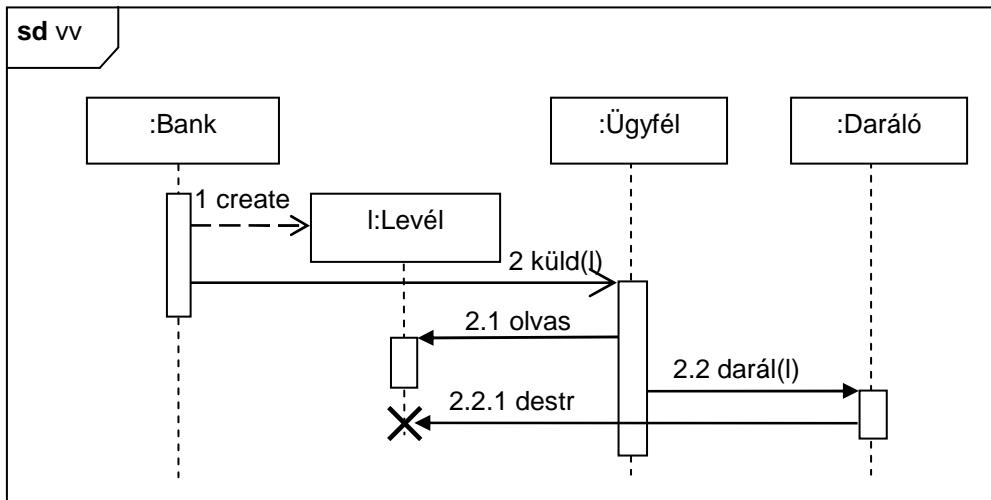 sd vv
:Bank
:Ügyfél
:Daráló
1 create
l:Levél
2 küld(l)
2.1 olvas
2.2 darál(l)
2.2.1 destr